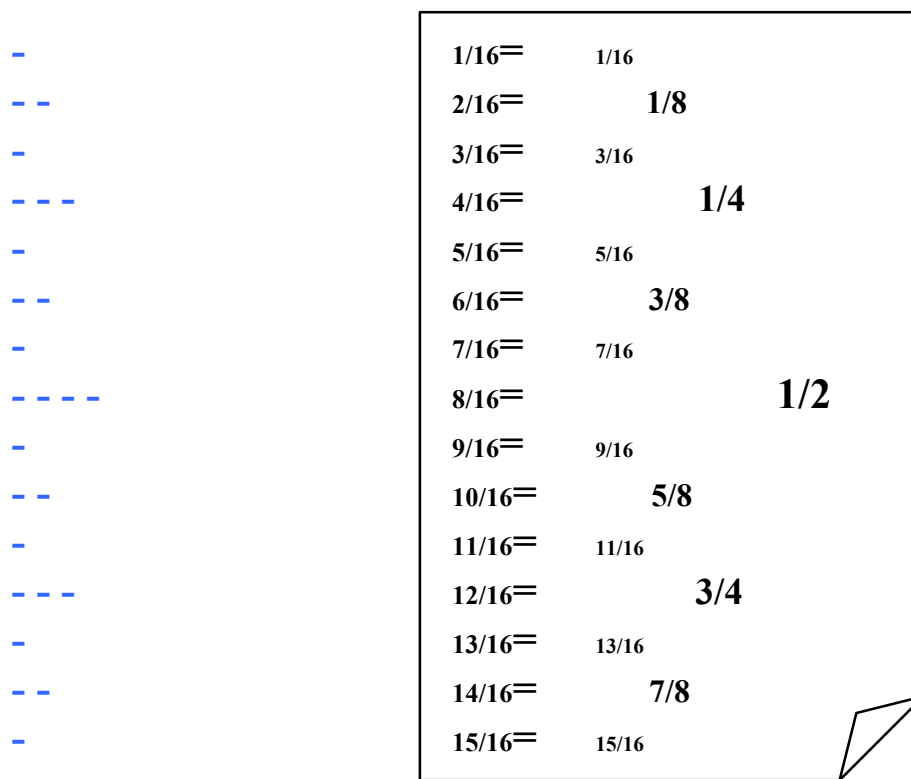 - 1/16= 1/16
- - 2/16= 1/8
- 3/16= 3/16
- - - 4/16= 1/4
- 5/16= 5/16
- - 6/16= 3/8
- 7/16= 7/16
- - - - 8/16= 1/2
- 9/16= 9/16
- - 10/16= 5/8
- 11/16= 11/16
- - - 12/16= 3/4
- 13/16= 13/16
- - 14/16= 7/8
- 15/16= 15/16